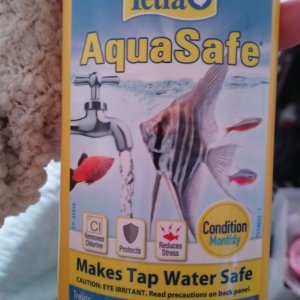 Tetra
AquaSafe®
Cl
Removes
Chlorine
Protects
Reduces
Stress
Condition
Monthly
Makes Tap Water Safe
CAUTION: EYE IRRITANT. Read precautions on back panel.